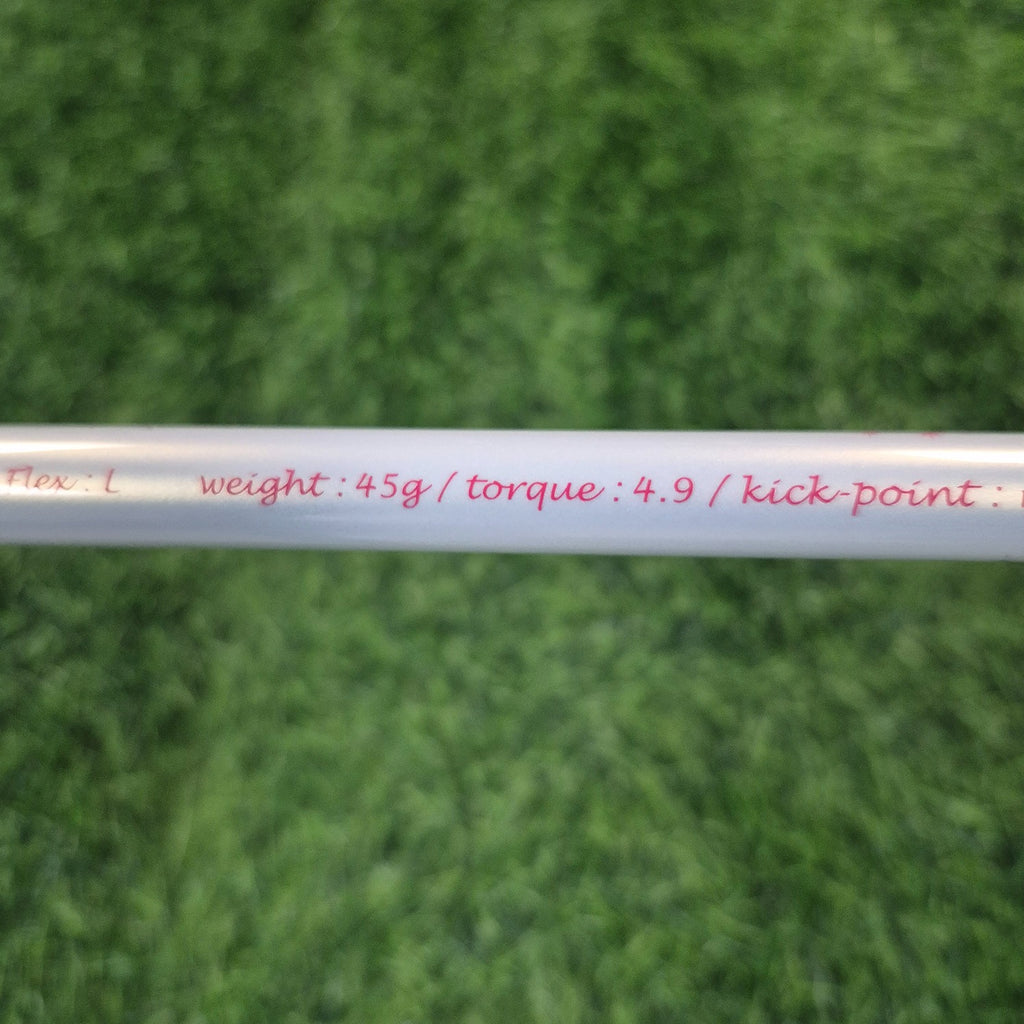 Flex : L weight : 45g / torque : 4.9 / kick-point :